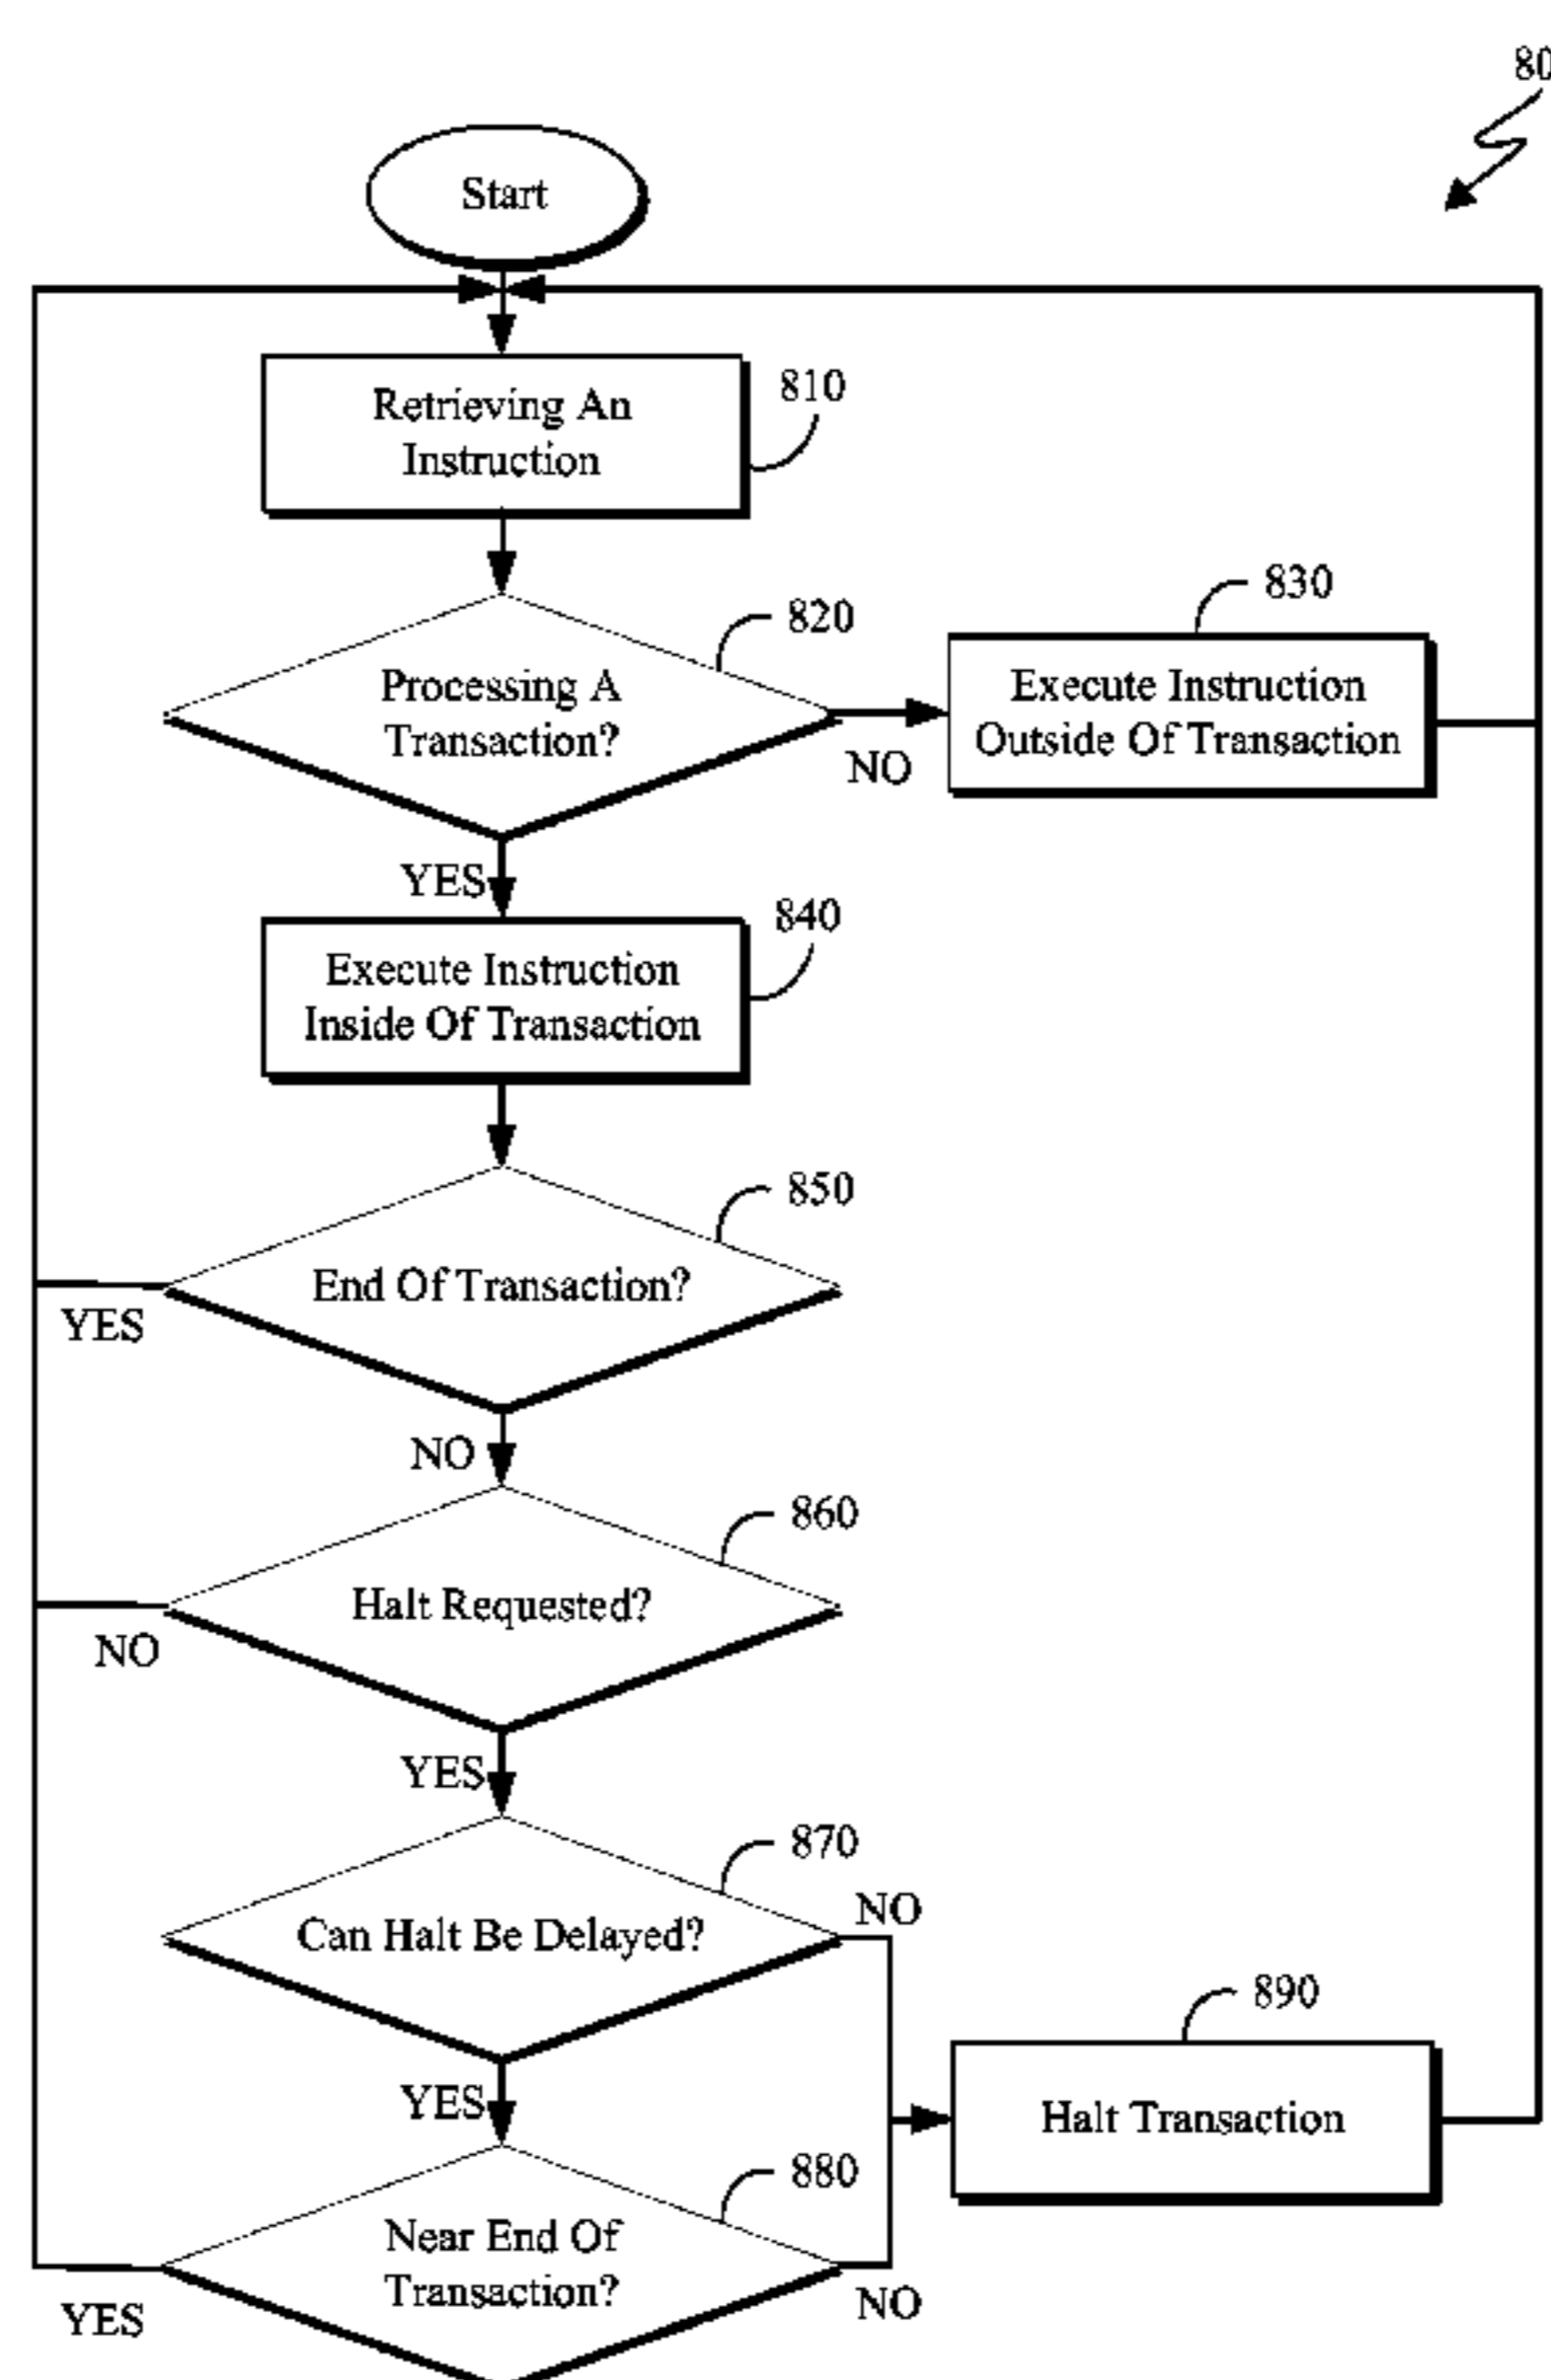 80
Start
Retrieving An
Instruction
810
Processing A
Transaction?
820
NO
830
Execute Instruction
Outside Of Transaction
YES
840
Execute Instruction
Inside Of Transaction
850
End Of Transaction?
YES
NO
860
Halt Requested?
NO
YES
870
Can Halt Be Delayed?
NO
YES
890
Halt Transaction
880
Near End Of
Transaction?
YES
NO